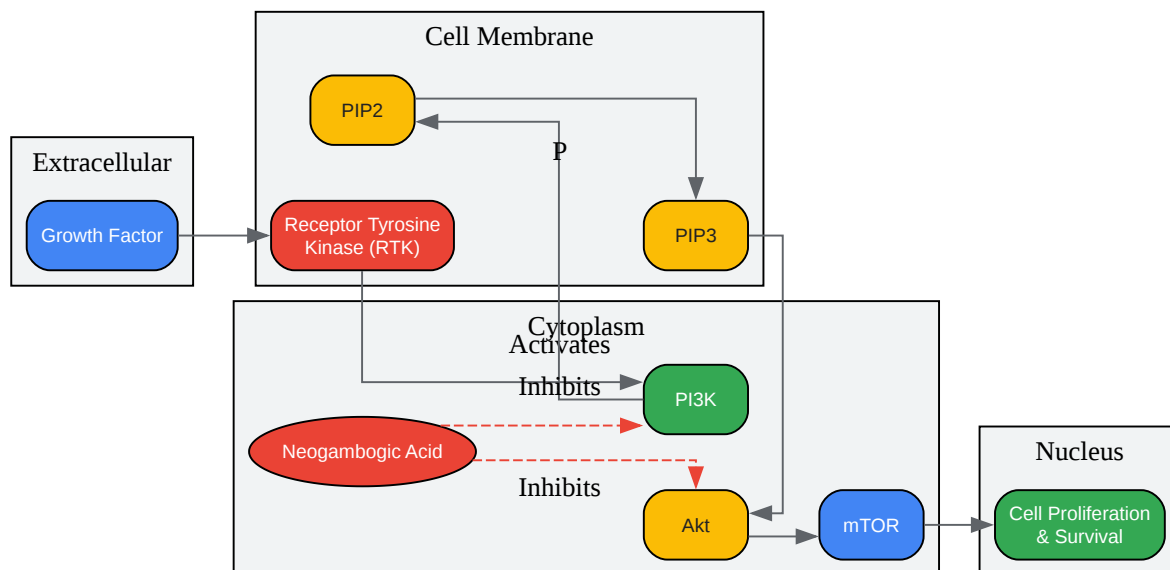 Cell Membrane
PIP2
P
Extracellular
Growth Factor
Receptor Tyrosine
Kinase (RTK)
PIP3
Cytoplasm
Activates
Inhibits
PI3K
Neogambogic Acid
Inhibits
Akt
mTOR
Nucleus
Cell Proliferation
& Survival